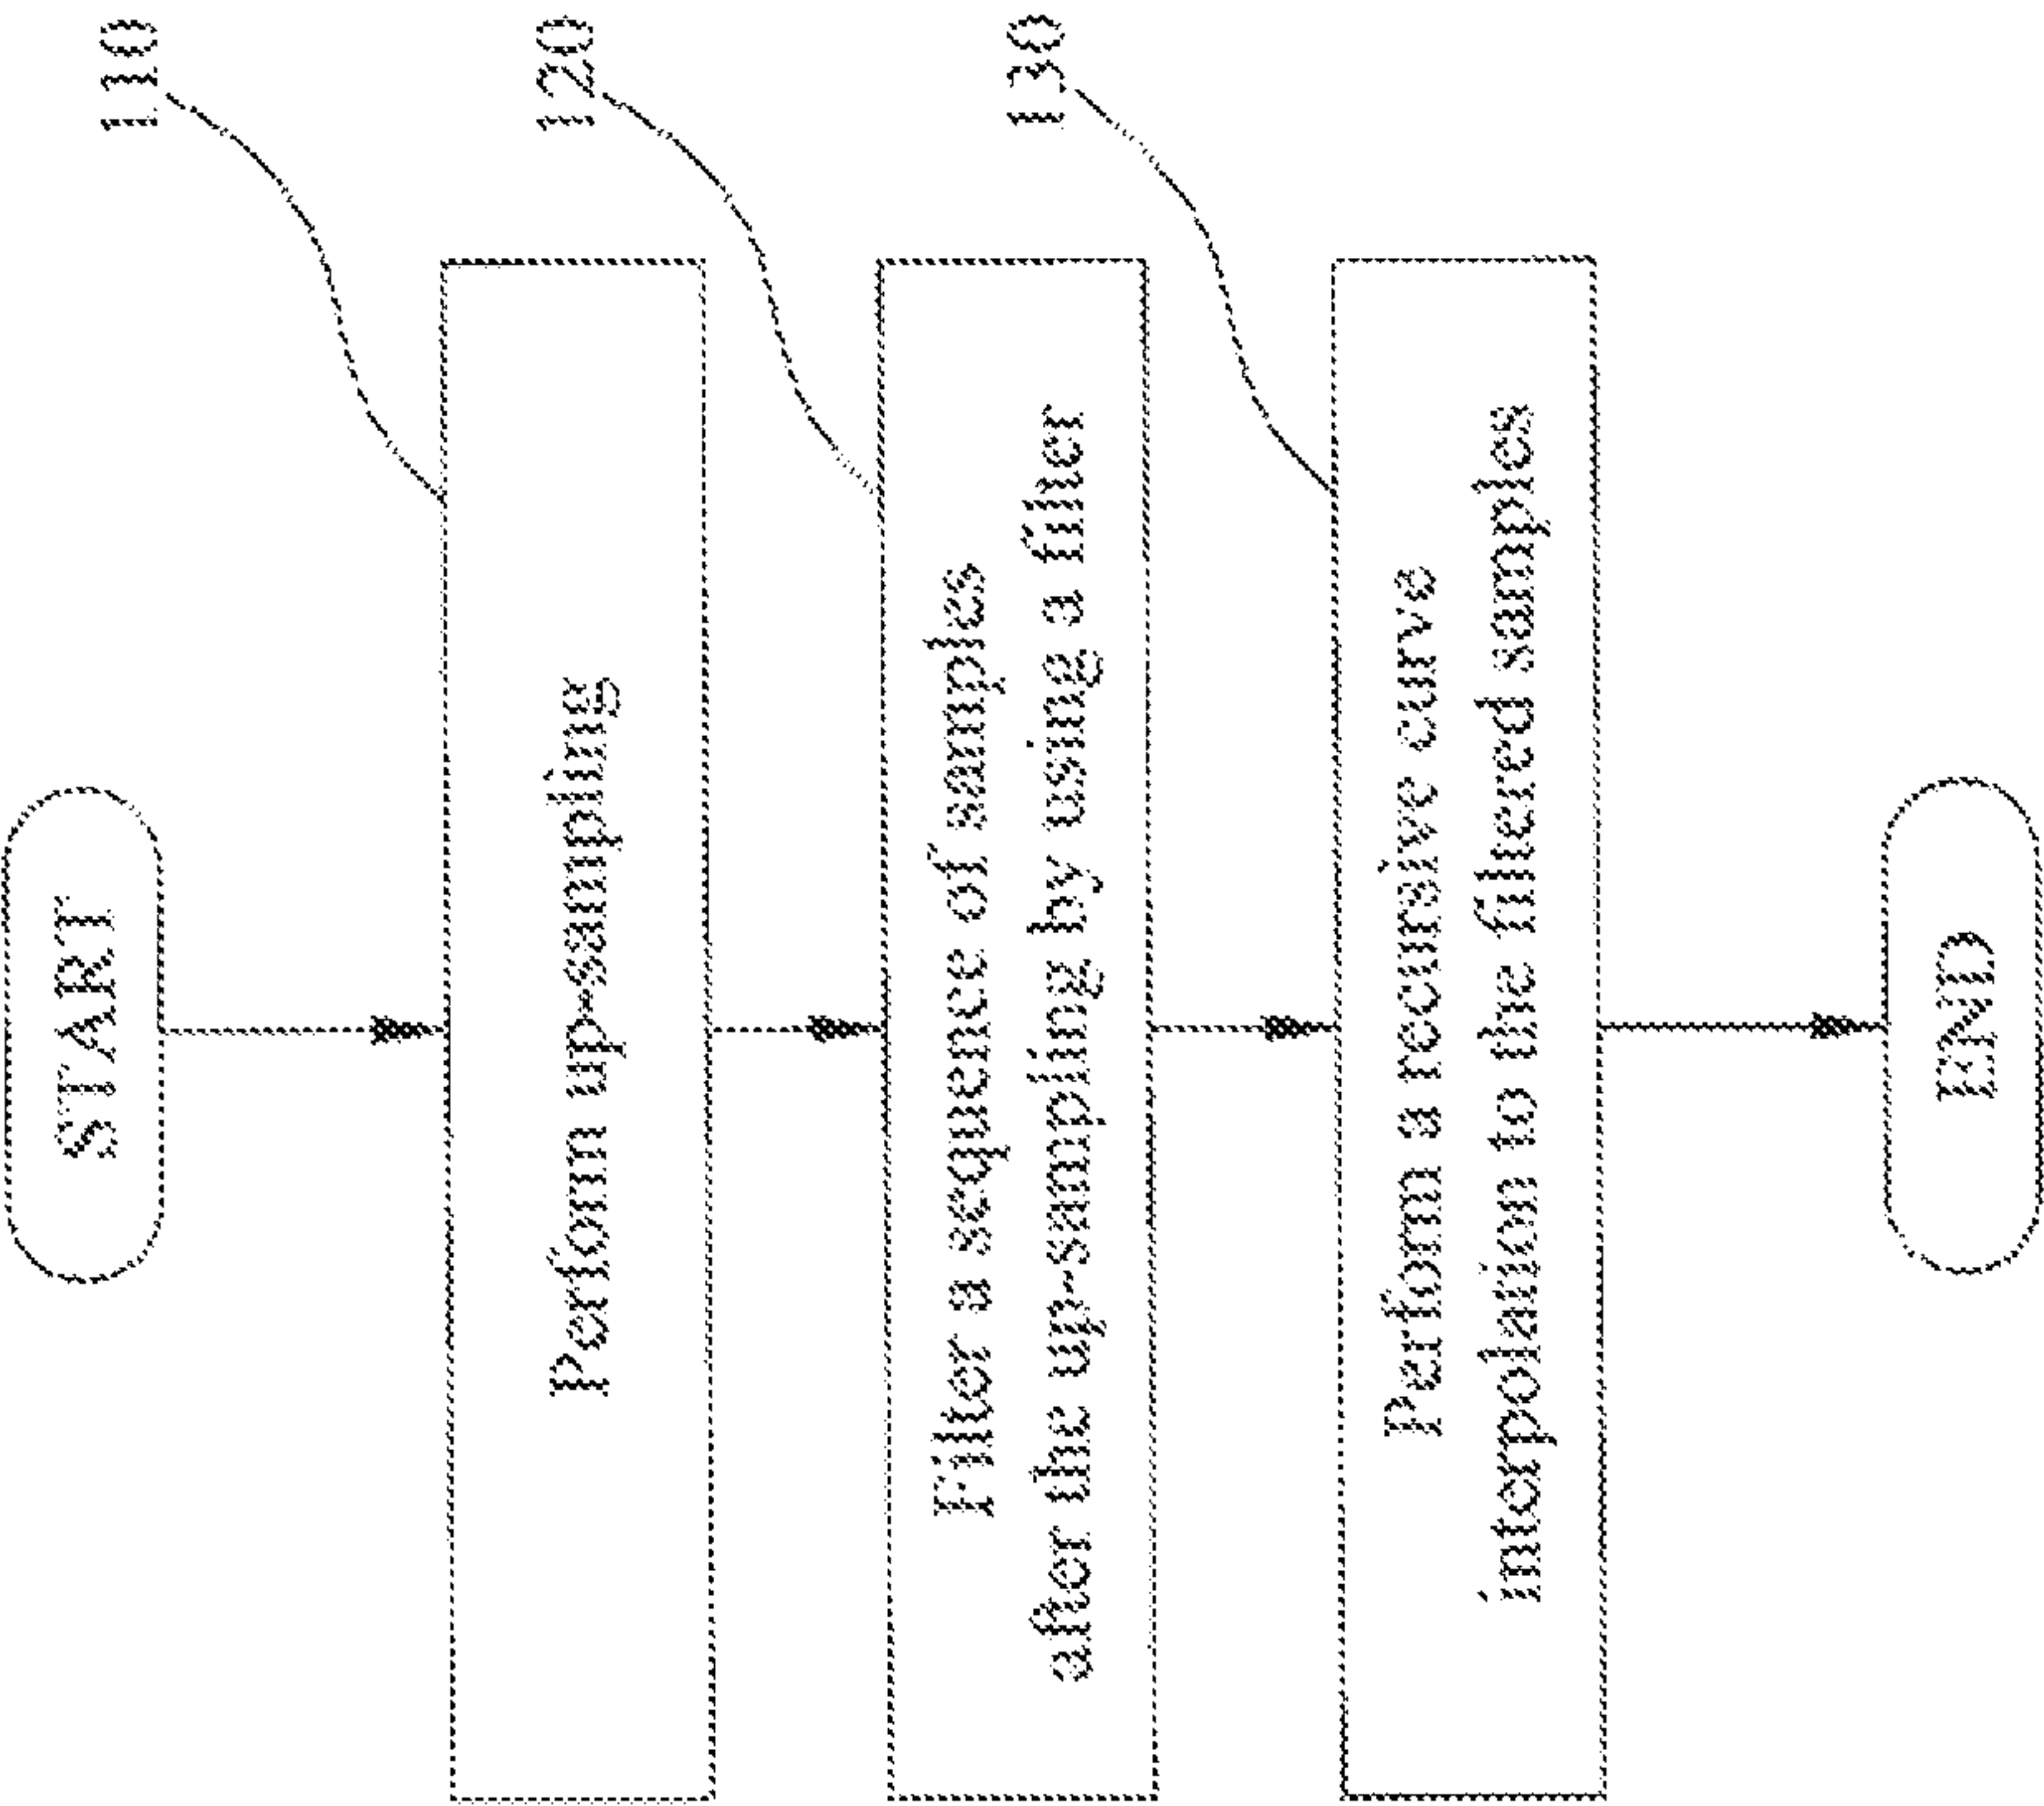 START
110
Perform up-sampling
120
Filter a sequence of samples
after the up-sampling by using a filter
130
Perform a recursive curve
interpolation to the filtered samples
END